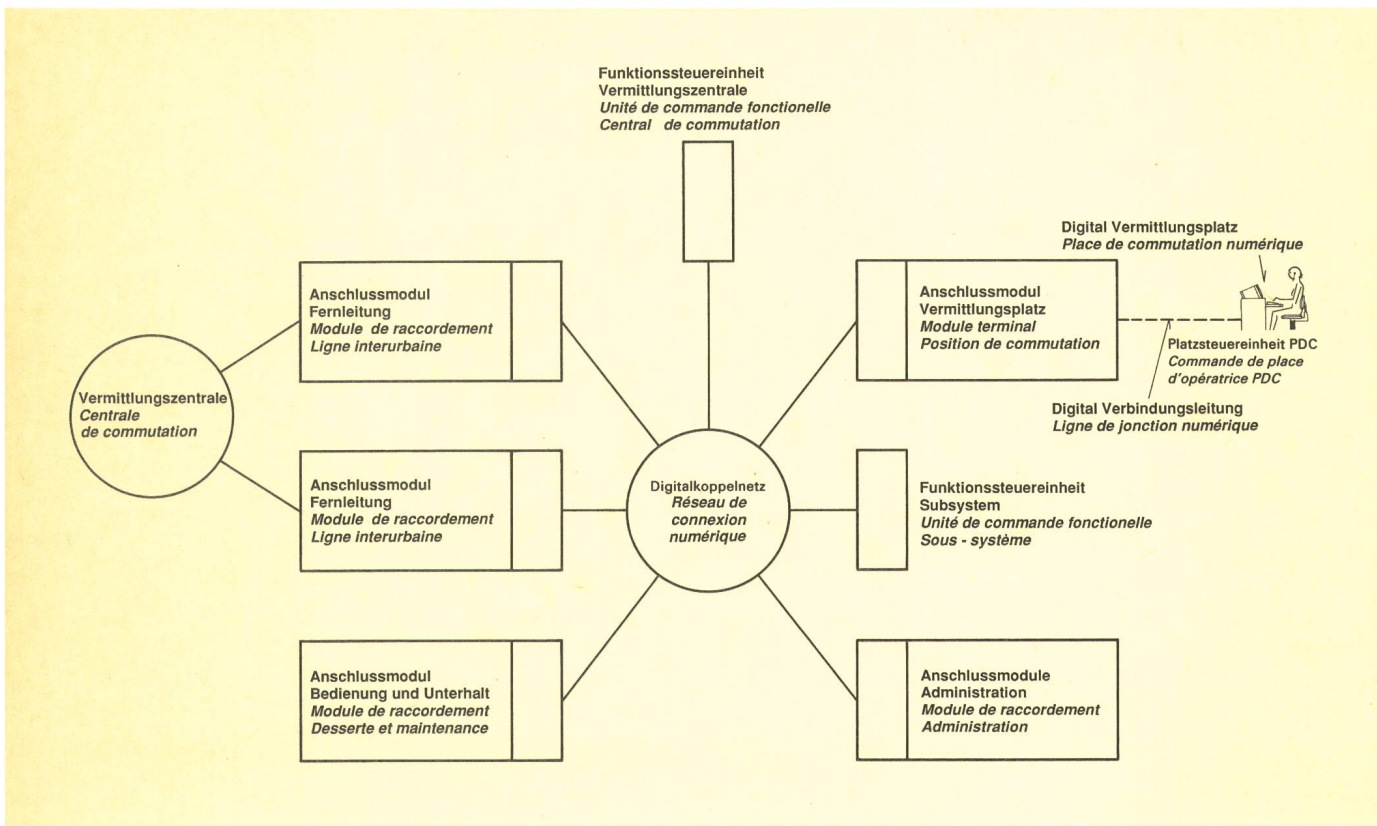 Funktionssteuereinheit
Vermittlungszentrale
Unité de commande fonctionelle
Central de commutation
Digital Vermittlungsplatz
Place de commutation numérique
Anschlussmodul
Fernleitung
Module de raccordement
Ligne interurbaine
Anschlussmodul
Vermittlungsplatz
Module terminal
Position de commutation
Platzsteuereinheit PDC
Commande de place
d'opératrice PDC
Digital Verbindungsleitung
Ligne de jonction numérique
Vermittlungszentrale
Centrale
de commutation
Anschlussmodul
Fernleitung
Module de raccordement
Ligne interurbaine
Digitalkoppelnetz
Réseau de
connexion
numérique
Funktionssteuereinheit
Subsystem
Unité de commande fonctionelle
Sous - système
Anschlussmodul
Bedienung und Unterhalt
Module de raccordement
Desserte et maintenance
Anschlussmodule
Administration
Module de raccordement
Administration